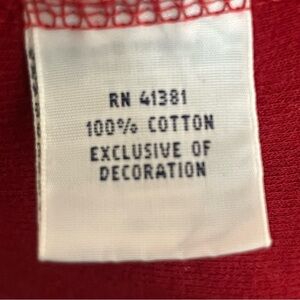 RN 41381
100% COTTON
EXCLUSIVE OF
DECORATION